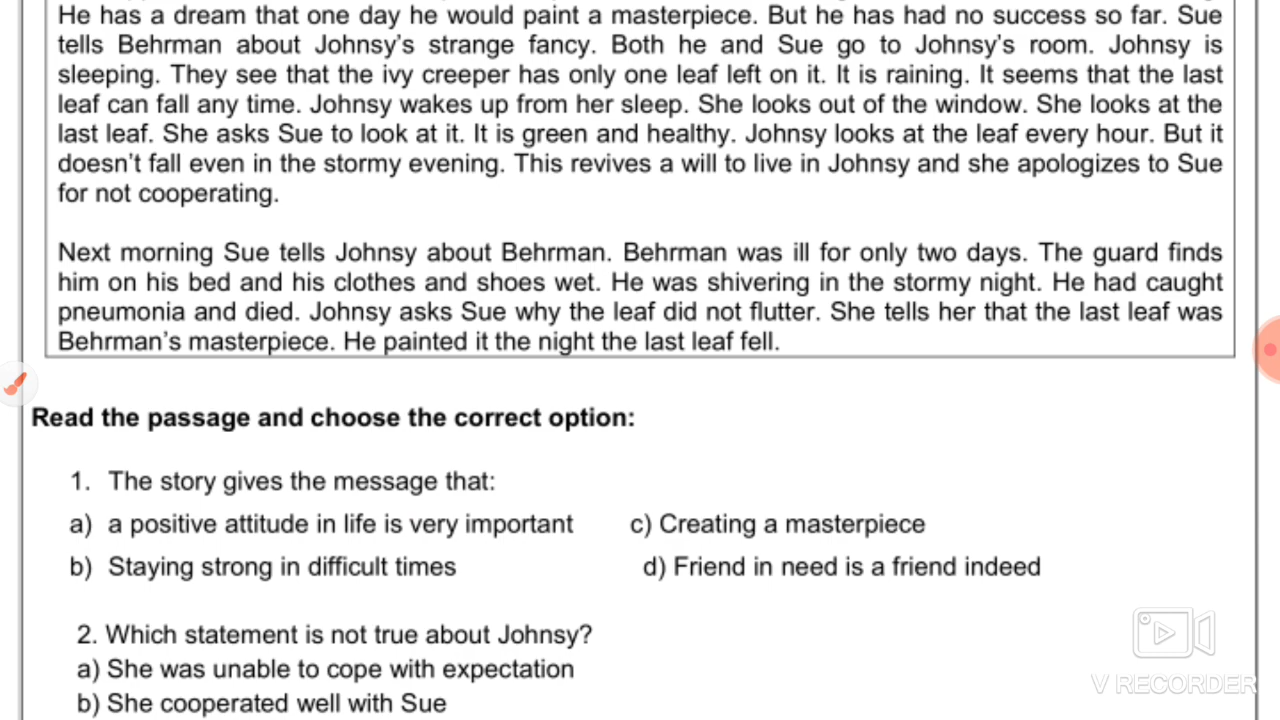 He has a dream that one day he would paint a masterpiece. But he has had no success so far. Sue
tells Behrman about Johnsy’s strange fancy. Both he and Sue go to Johnsy’s room. Johnsy is
sleeping. They see that the ivy creeper has only one leaf left on it. It is raining. It seems that the last
leaf can fall any time. Johnsy wakes up from her sleep. She looks out of the window. She looks at the
last leaf. She asks Sue to look at it. It is green and healthy. Johnsy looks at the leaf every hour. But it
doesn’t fall even in the stormy evening. This revives a will to live in Johnsy and she apologizes to Sue
for not cooperating.
Next morning Sue tells Johnsy about Behrman. Behrman was ill for only two days. The guard finds
him on his bed and his clothes and shoes wet. He was shivering in the stormy night. He had caught
pneumonia and died. Johnsy asks Sue why the leaf did not flutter. She tells her that the last leaf was
Behrman’s masterpiece. He painted it the night the last leaf fell.
Read the passage and choose the correct option:
1. The story gives the message that:
a) a positive attitude in life is very important c) Creating a masterpiece
b) Staying strong in difficult times d) Friend in need is a friend indeed
2. Which statement is not true about Johnsy?
a) She was unable to cope with expectation
b) She cooperated well with Sue
V RECORDER